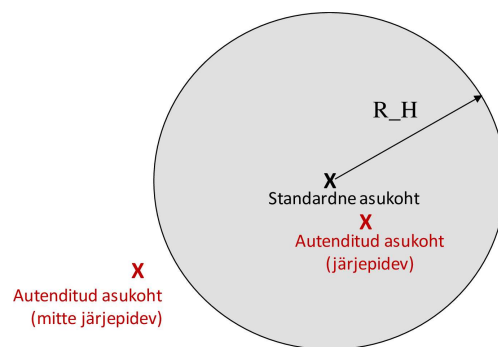 R_H
X
Standardne asukoht
X
Autenditud asukoht
(järjepidev)
X
Autenditud asukoht
(mitte järjepidev)